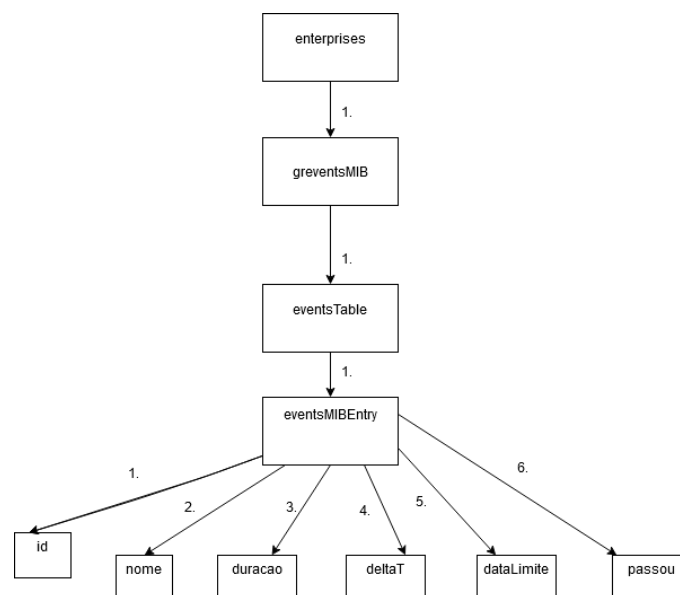 enterprises
1.
greventsMIB
1.
eventsTable
1.
eventsMIBEntry
1.
2.
3.
4.
5.
6.
id
nome
duracao
deltaT
dataLimite
passou